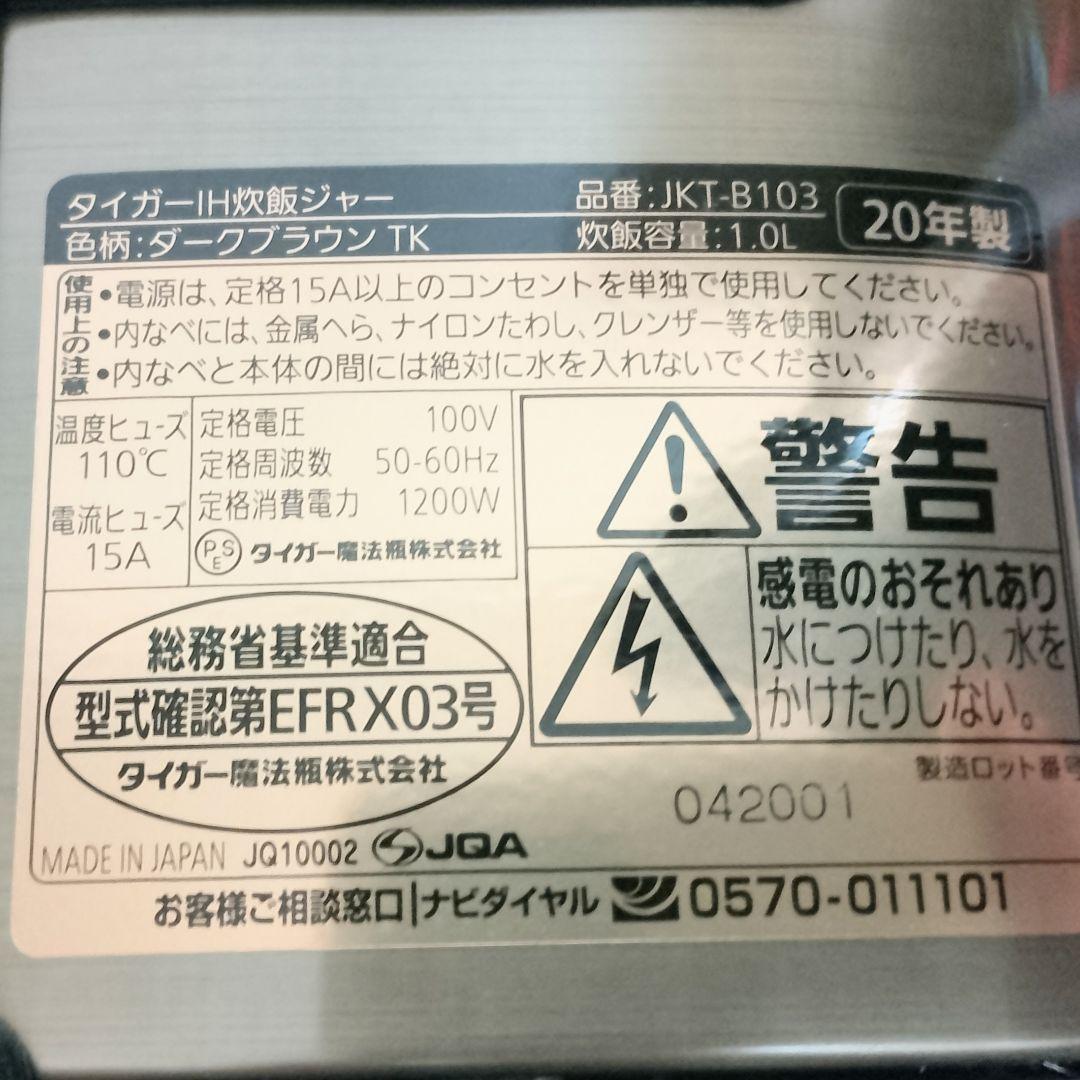 タイガーIH炊飯ジャー
品番:JKT-B103
20年製
色柄:ダークブラウン TK
炊飯容量:1.0L
使用上の注意
•電源は、定格15A以上のコンセントを単独で使用してください。
•内なべには、金属へら、ナイロンたわし、クレンザー等を使用しないでください。
•内なべと本体の間には絶対に水を入れないでください。
温度ヒューズ
110℃
電流ヒューズ
15A
定格電圧 100V
定格周波数 50-60Hz
定格消費電力 1200W
PSE タイガー魔法瓶株式会社
警告
感電のおそれあり
水につけたり、水を
かけたりしない。
総務省基準適合
型式確認第EFRX03号
タイガー魔法瓶株式会社
製造ロット番号
042001
MADE IN JAPAN JQ10002 JQA
お客様ご相談窓口|ナビダイヤル 0570-011101